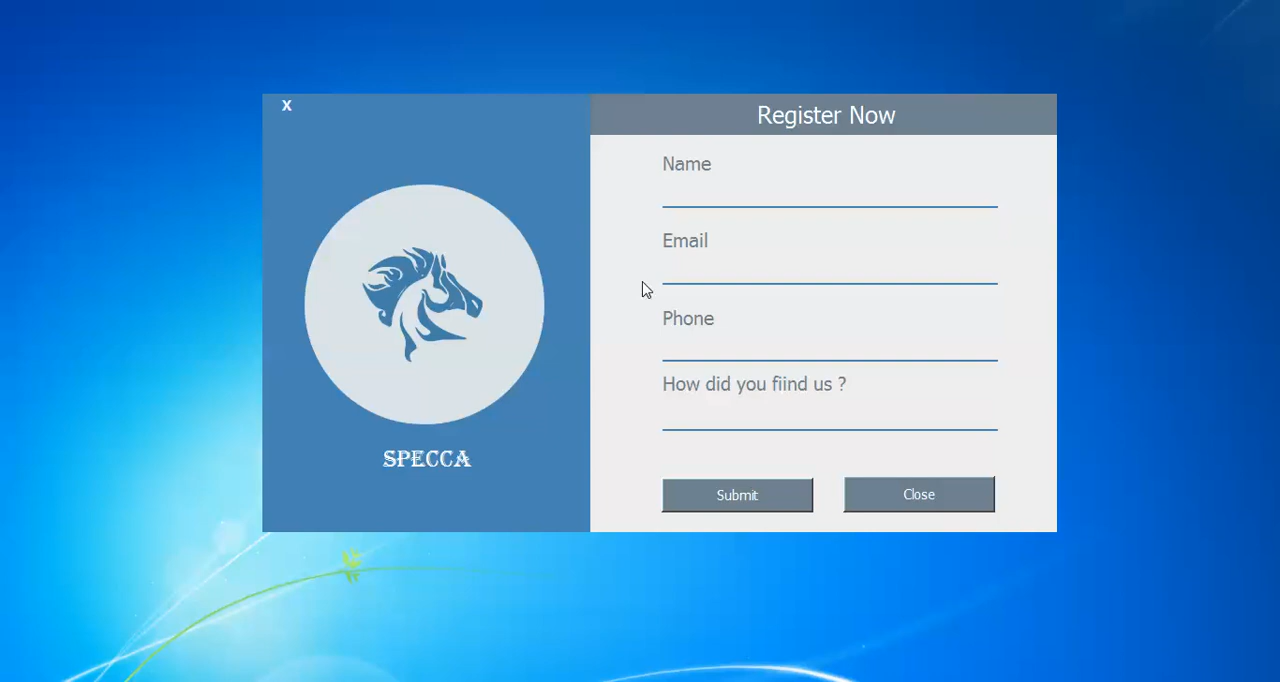 X
Register Now
Name
Email
Phone
How did you fiind us ?
SPECCA
Submit
Close